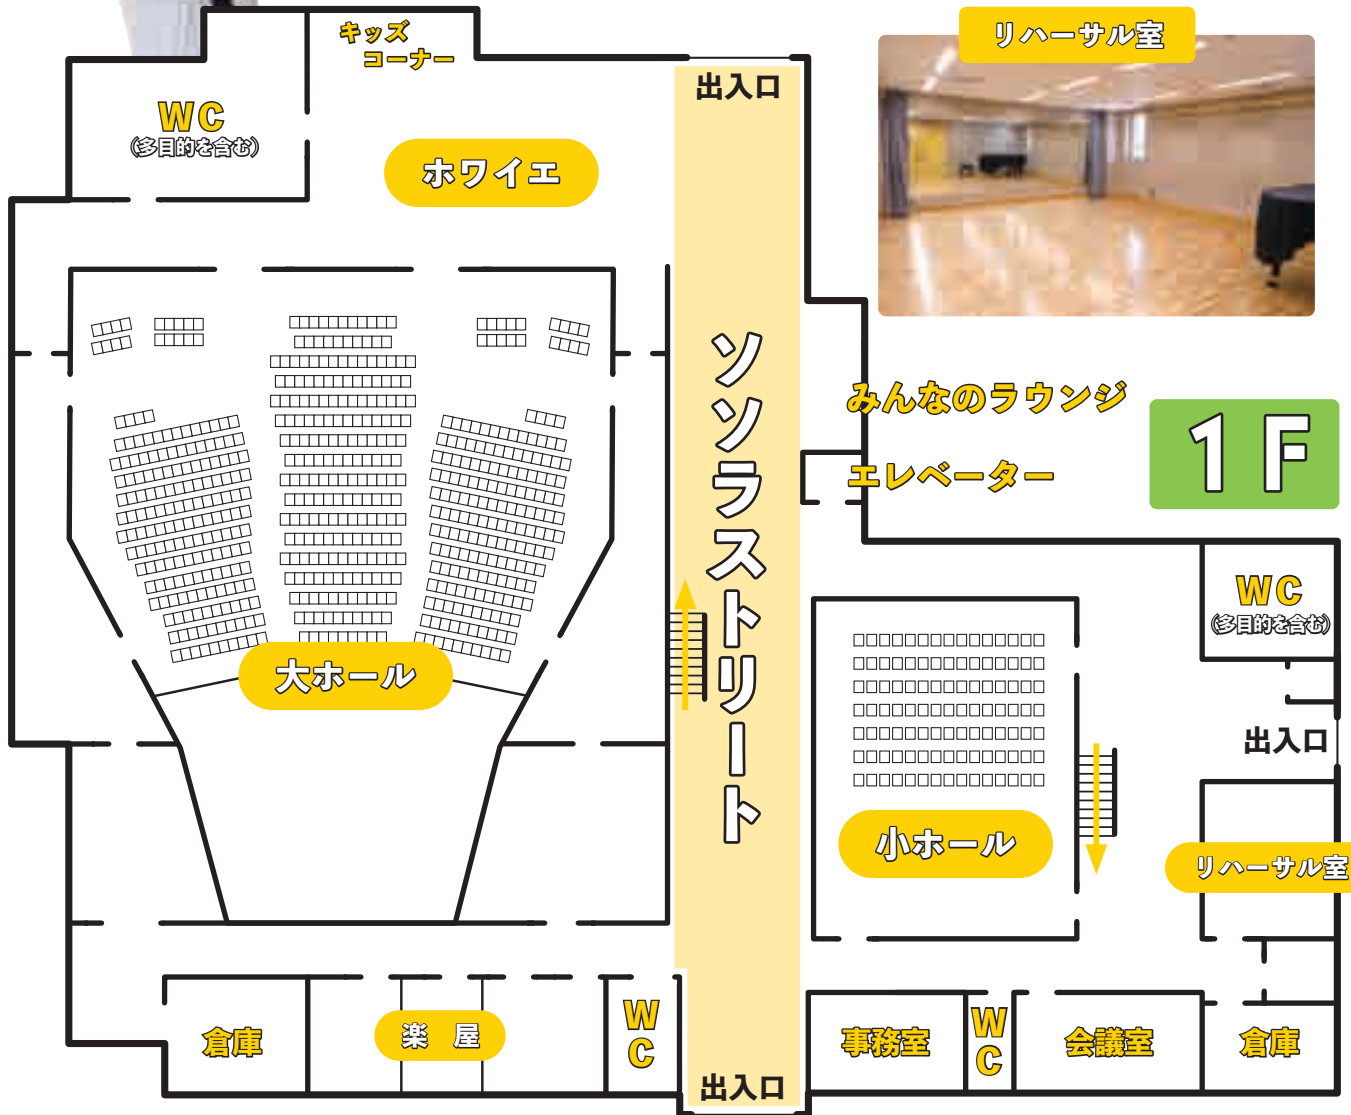 キッズ
コーナー
リハーサル室
出入口
WC
(多目的を含む)
ホワイエ
ソソラストリート
みんなのラウンジ
1F
エレベーター
WC
(多目的を含む)
大ホール
出入口
小ホール
リハーサル室
倉庫
楽屋
WC
事務室
WC
会議室
倉庫
出入口